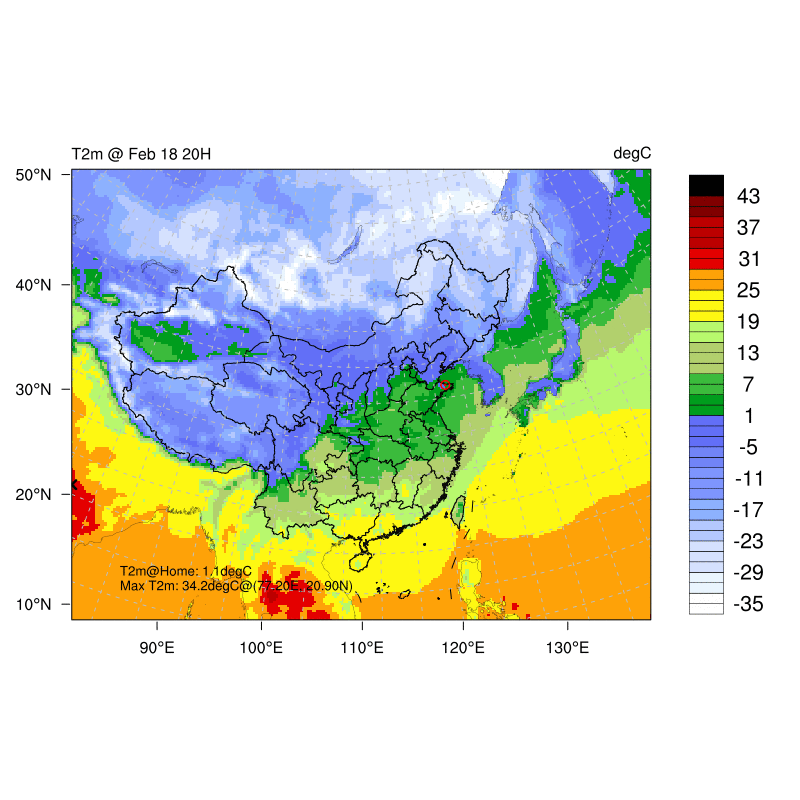 T2m @ Feb 18 20H
degC
50°N
40°N
30°N
20°N
10°N
90°E
100°E
110°E
120°E
130°E
T2m@Home: 1.1degC
Max T2m: 34.2degC@(77.20E, 20.90N)
43
37
31
25
19
13
7
1
-5
-11
-17
-23
-29
-35